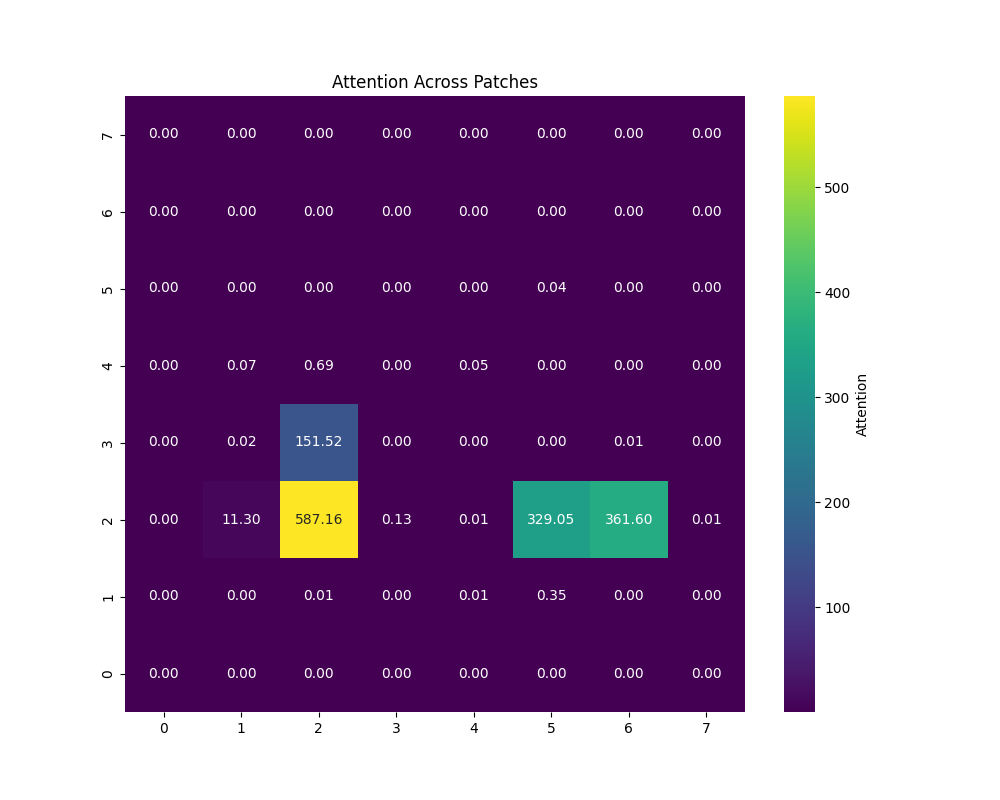 Attention Across Patches
7 0.00 0.00 0.00 0.00 0.00 0.00 0.00 0.00
6 0.00 0.00 0.00 0.00 0.00 0.00 0.00 0.00
5 0.00 0.00 0.00 0.00 0.00 0.04 0.00 0.00
4 0.00 0.07 0.69 0.00 0.05 0.00 0.00 0.00
3 0.00 0.02 151.52 0.00 0.00 0.00 0.01 0.00
2 0.00 11.30 587.16 0.13 0.01 329.05 361.60 0.01
1 0.00 0.00 0.01 0.00 0.01 0.35 0.00 0.00
0 0.00 0.00 0.00 0.00 0.00 0.00 0.00 0.00
0 1 2 3 4 5 6 7
500
400
300
200
100
Attention